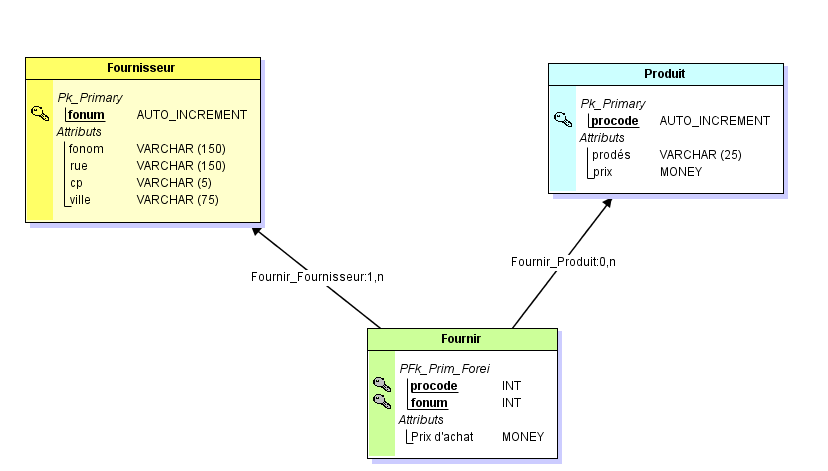 Fournisseur
Pk_Primary
fonum AUTO_INCREMENT
Attributs
fonom VARCHAR (150)
rue VARCHAR (150)
cp VARCHAR (5)
ville VARCHAR (75)
Produit
Pk_Primary
procode AUTO_INCREMENT
Attributs
prodés VARCHAR (25)
prix MONEY
Fournir_Fournisseur:1,n
Fournir_Produit:0,n
Fournir
PFk_Prim_Forei
procode INT
fonum INT
Attributs
Prix d'achat MONEY